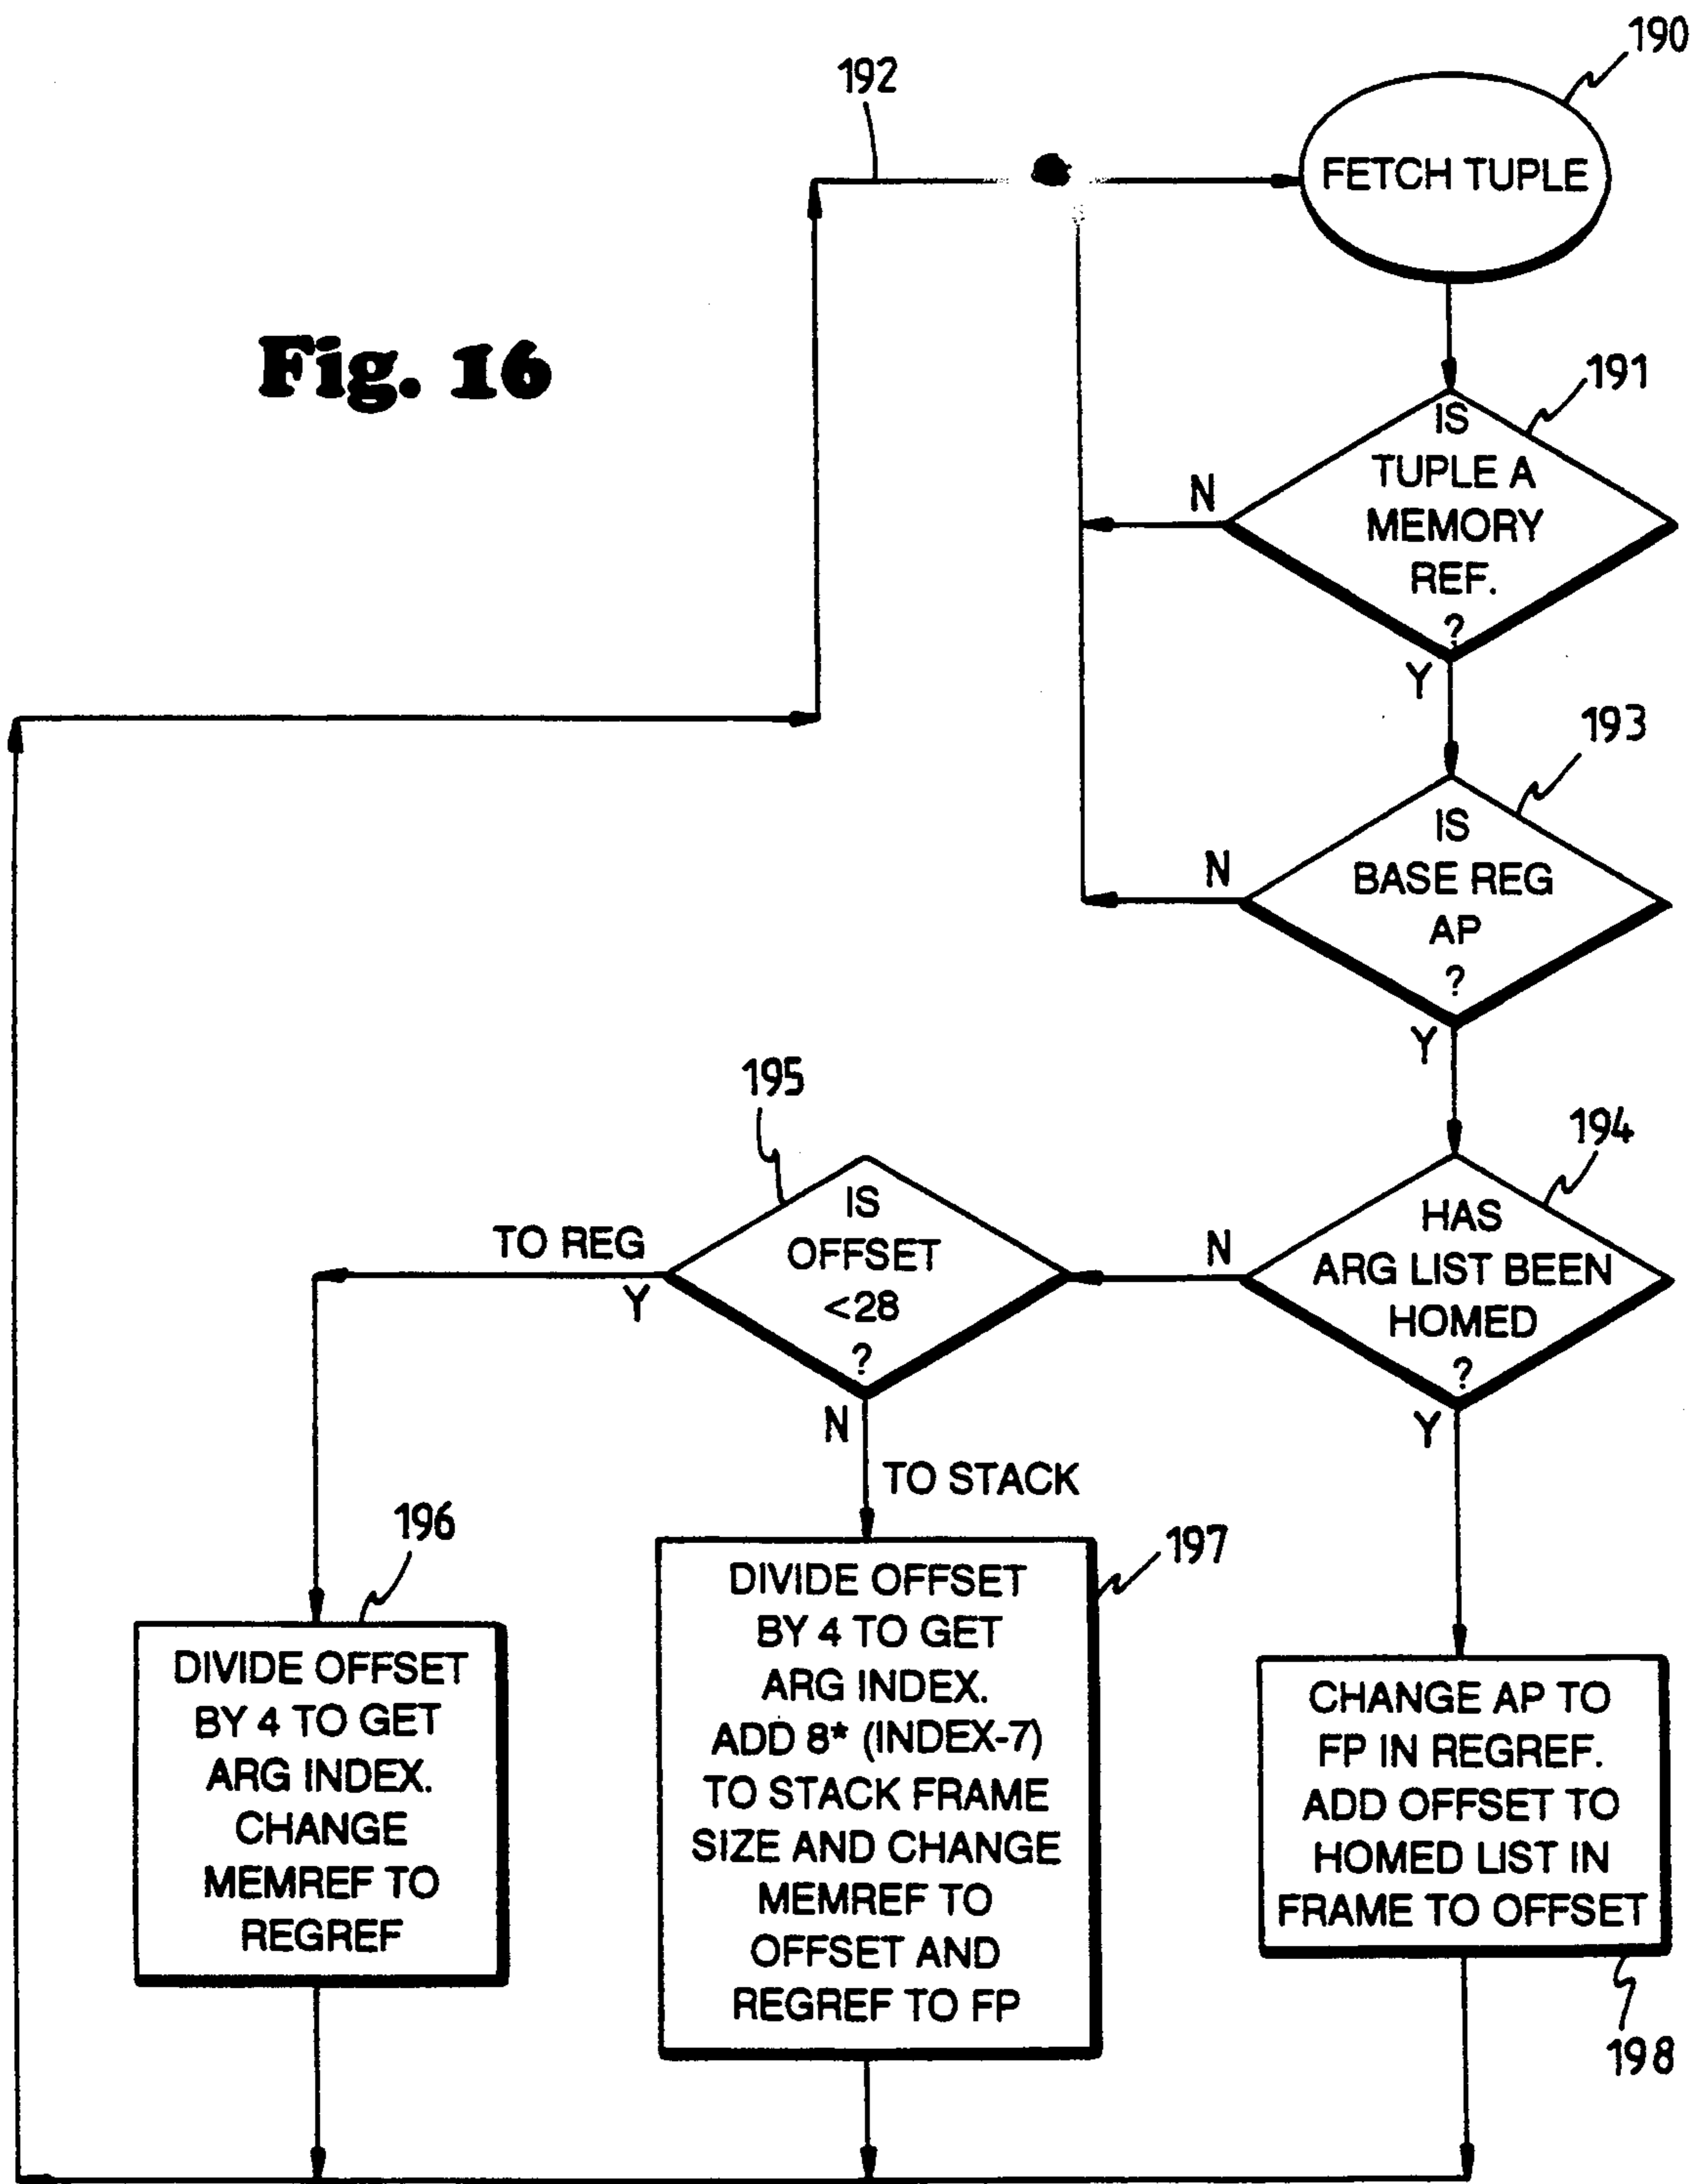 190
192
FETCH TUPLE
Fig. 16
191
IS
TUPLE A
MEMORY
REF.
?
N
Y
193
IS
BASE REG
AP
?
N
Y
195
194
IS
OFFSET
<28
?
TO REG
Y
N
HAS
ARG LIST BEEN
HOMED
?
N
Y
TO STACK
196
197
DIVIDE OFFSET
BY 4 TO GET
ARG INDEX.
CHANGE
MEMREF TO
REGREF
DIVIDE OFFSET
BY 4 TO GET
ARG INDEX.
ADD 8* (INDEX-7)
TO STACK FRAME
SIZE AND CHANGE
MEMREF TO
OFFSET AND
REGREF TO FP
CHANGE AP TO
FP IN REGREF.
ADD OFFSET TO
HOMED LIST IN
FRAME TO OFFSET
198